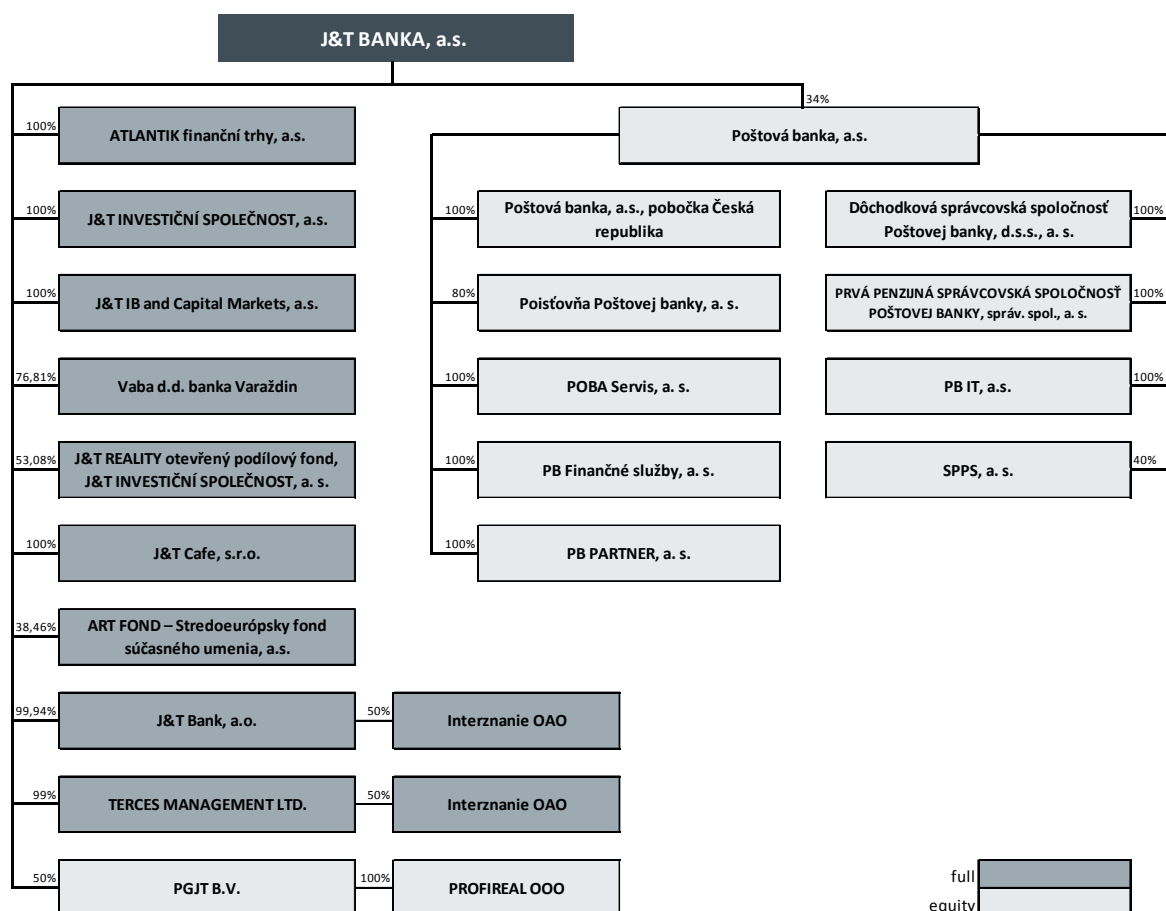 J&T BANKA, a.s.
34%
100%
ATLANTIK finanční trhy, a.s.
Poštová banka, a.s.
100%
J&T INVESTIČNÍ SPOLEČNOST, a.s.
100%
Poštová banka, a.s., pobočka Česká
republika
Dôchodková správcovská spoločnosť
Poštovej banky, d.s.s., a. s.
100%
100%
J&T IB and Capital Markets, a.s.
80%
Poisťovňa Poštovej banky, a. s.
PRVÁ PENZIJNÁ SPRÁVCOVSKÁ SPOLOČNOSŤ
POŠTOVEJ BANKY, správ. spol., a. s.
100%
76,81%
Vaba d.d. banka Varaždin
100%
POBA Servis, a. s.
PB IT, a.s.
100%
53,08%
J&T REALITY otevřený podílový fond,
J&T INVESTIČNÍ SPOLEČNOST, a. s.
100%
PB Finančné služby, a. s.
SPPS, a. s.
40%
100%
J&T Cafe, s.r.o.
100%
PB PARTNER, a. s.
38,46%
ART FOND – Stredoeurópsky fond
súčasného umenia, a.s.
99,94%
J&T Bank, a.o.
50%
Interznanie OAO
99%
TERCES MANAGEMENT LTD.
50%
Interznanie OAO
50%
PGJT B.V.
100%
PROFIREAL OOO
full
equity